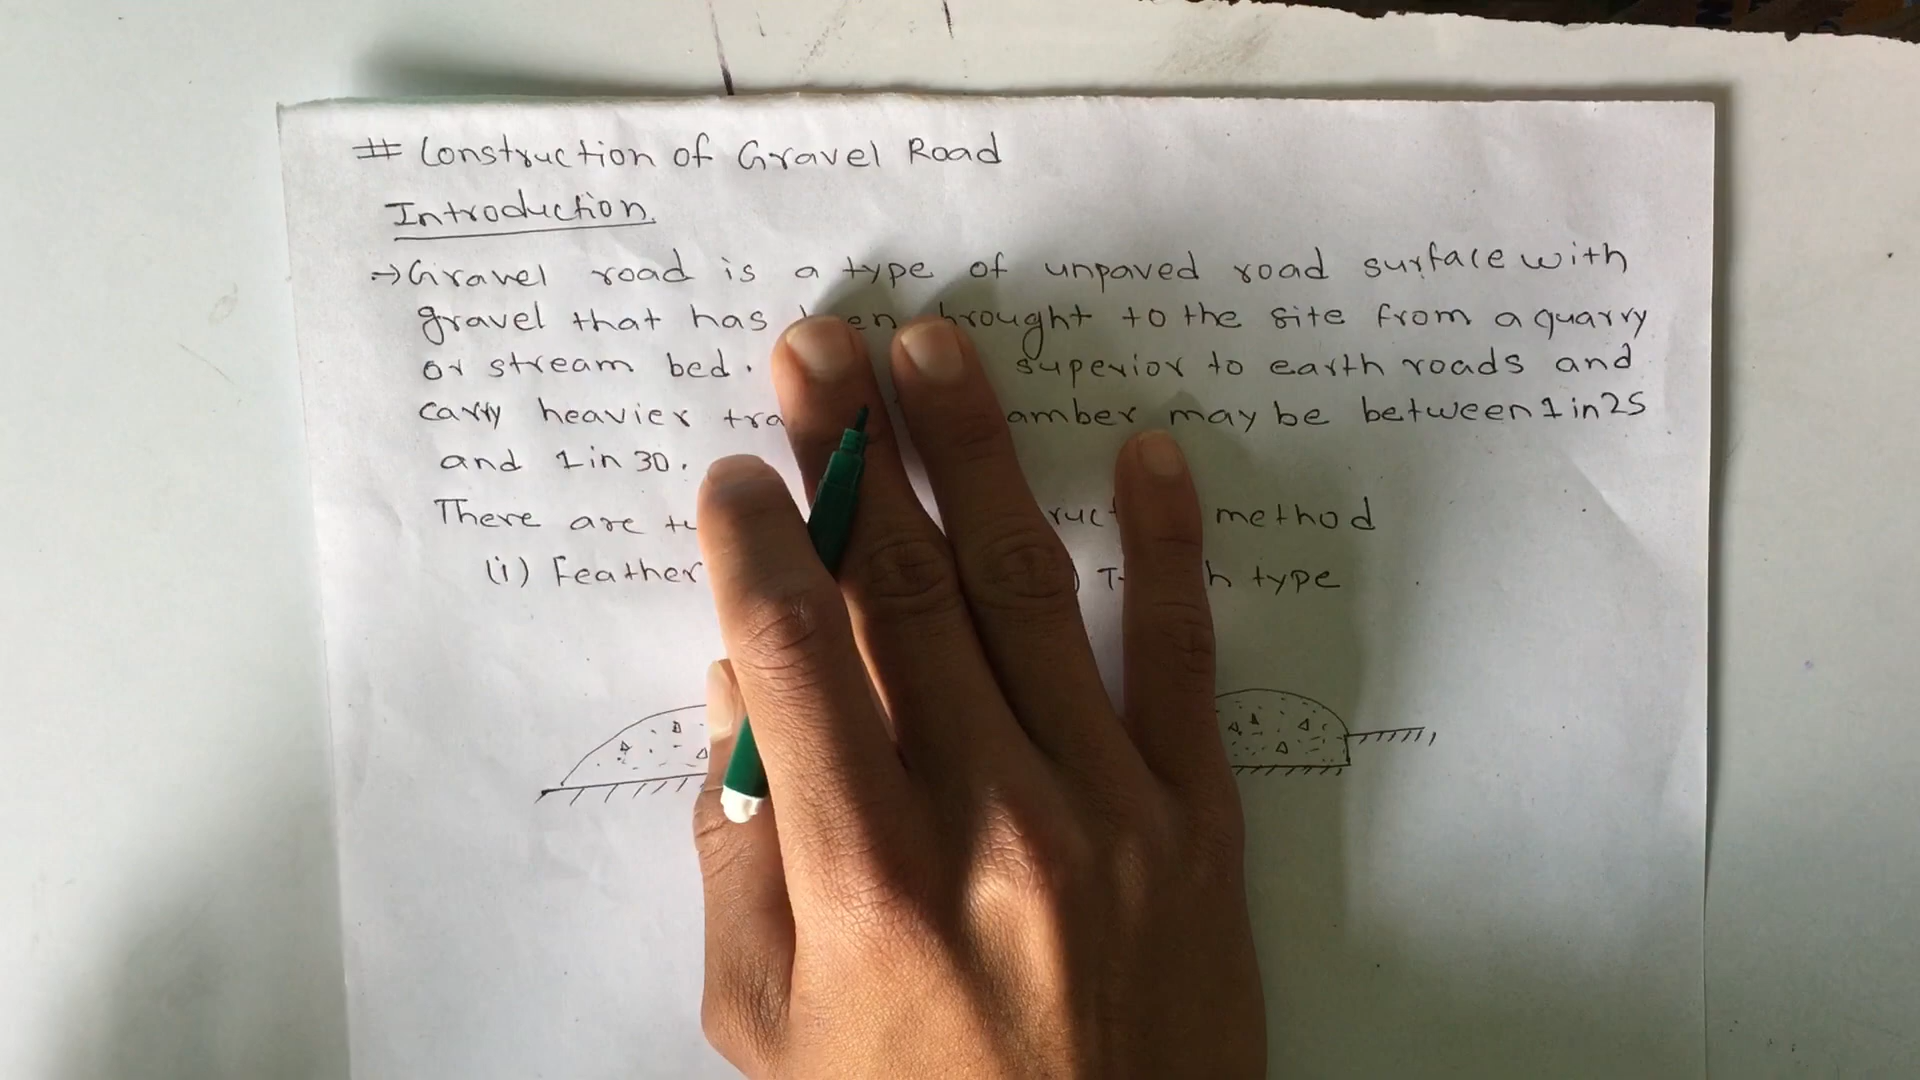 # Construction of Gravel Road
Introduction.
→ Gravel road is a type of unpaved road surface with
gravel that has brought to the site from a quarry
or stream bed. superior to earth roads and
carry heavier may be between 1 in 25
and 1 in 30.
There are method
(i) Feather type